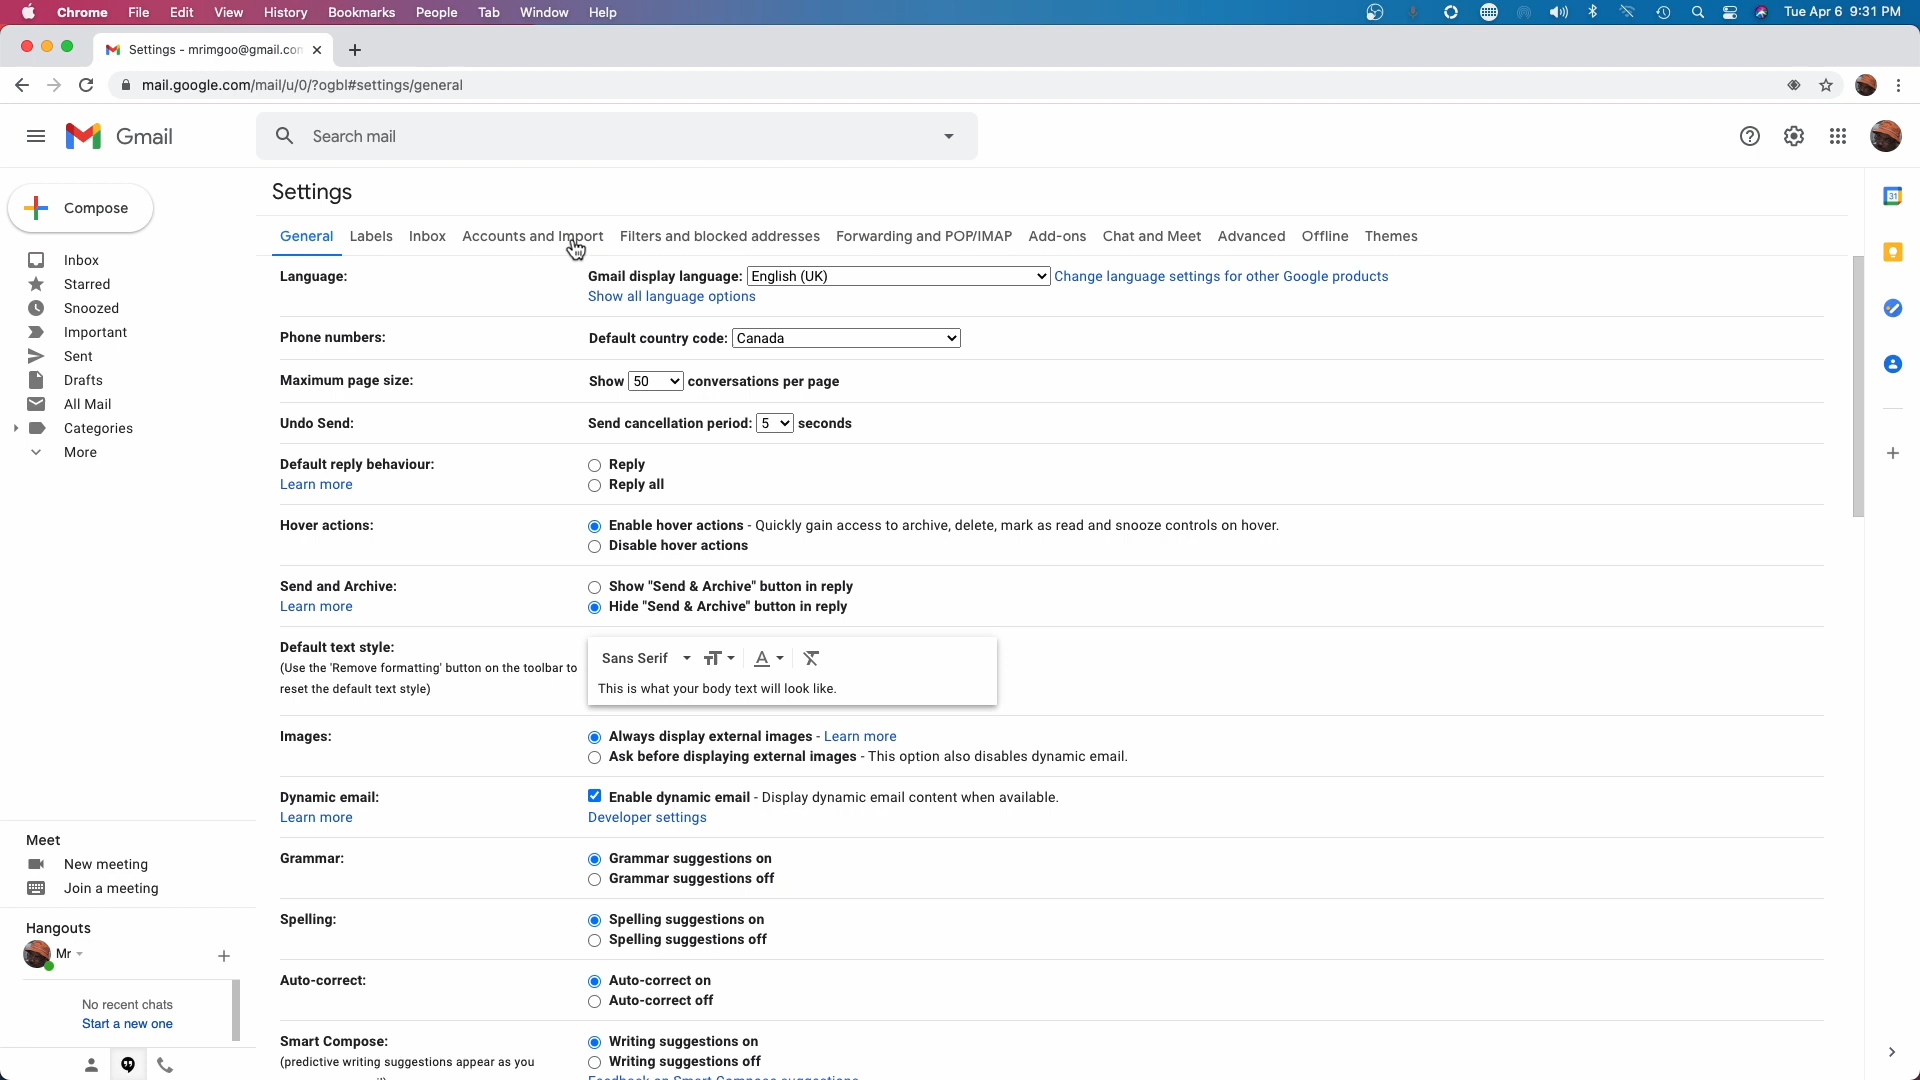 Chrome File Edit View History Bookmarks People Tab Window Help Tue Apr 6 9:31 PM
Settings - mrimgoo@gmail.con
mail.google.com/mail/u/0/?ogbl#settings/general
Gmail Search mail
Settings
Compose
General Labels Inbox Accounts and Import Filters and blocked addresses Forwarding and POP/IMAP Add-ons Chat and Meet Advanced Offline Themes
Inbox
Starred
Snoozed
Important
Sent
Drafts
All Mail
Categories
More
Language: Gmail display language: English (UK) Change language settings for other Google products
Show all language options
Phone numbers: Default country code: Canada
Maximum page size: Show 50 conversations per page
Undo Send: Send cancellation period: 5 seconds
Default reply behaviour: Reply
Learn more Reply all
Hover actions: Enable hover actions - Quickly gain access to archive, delete, mark as read and snooze controls on hover.
Disable hover actions
Send and Archive: Show "Send & Archive" button in reply
Learn more Hide "Send & Archive" button in reply
Default text style:
(Use the 'Remove formatting' button on the toolbar to
reset the default text style)
Sans Serif
This is what your body text will look like.
Images: Always display external images - Learn more
Ask before displaying external images - This option also disables dynamic email.
Dynamic email: Enable dynamic email - Display dynamic email content when available.
Learn more Developer settings
Grammar: Grammar suggestions on
Grammar suggestions off
Spelling: Spelling suggestions on
Spelling suggestions off
Auto-correct: Auto-correct on
Auto-correct off
Smart Compose: Writing suggestions on
(predictive writing suggestions appear as you Writing suggestions off
Meet
New meeting
Join a meeting
Hangouts
Mr
No recent chats
Start a new one
31